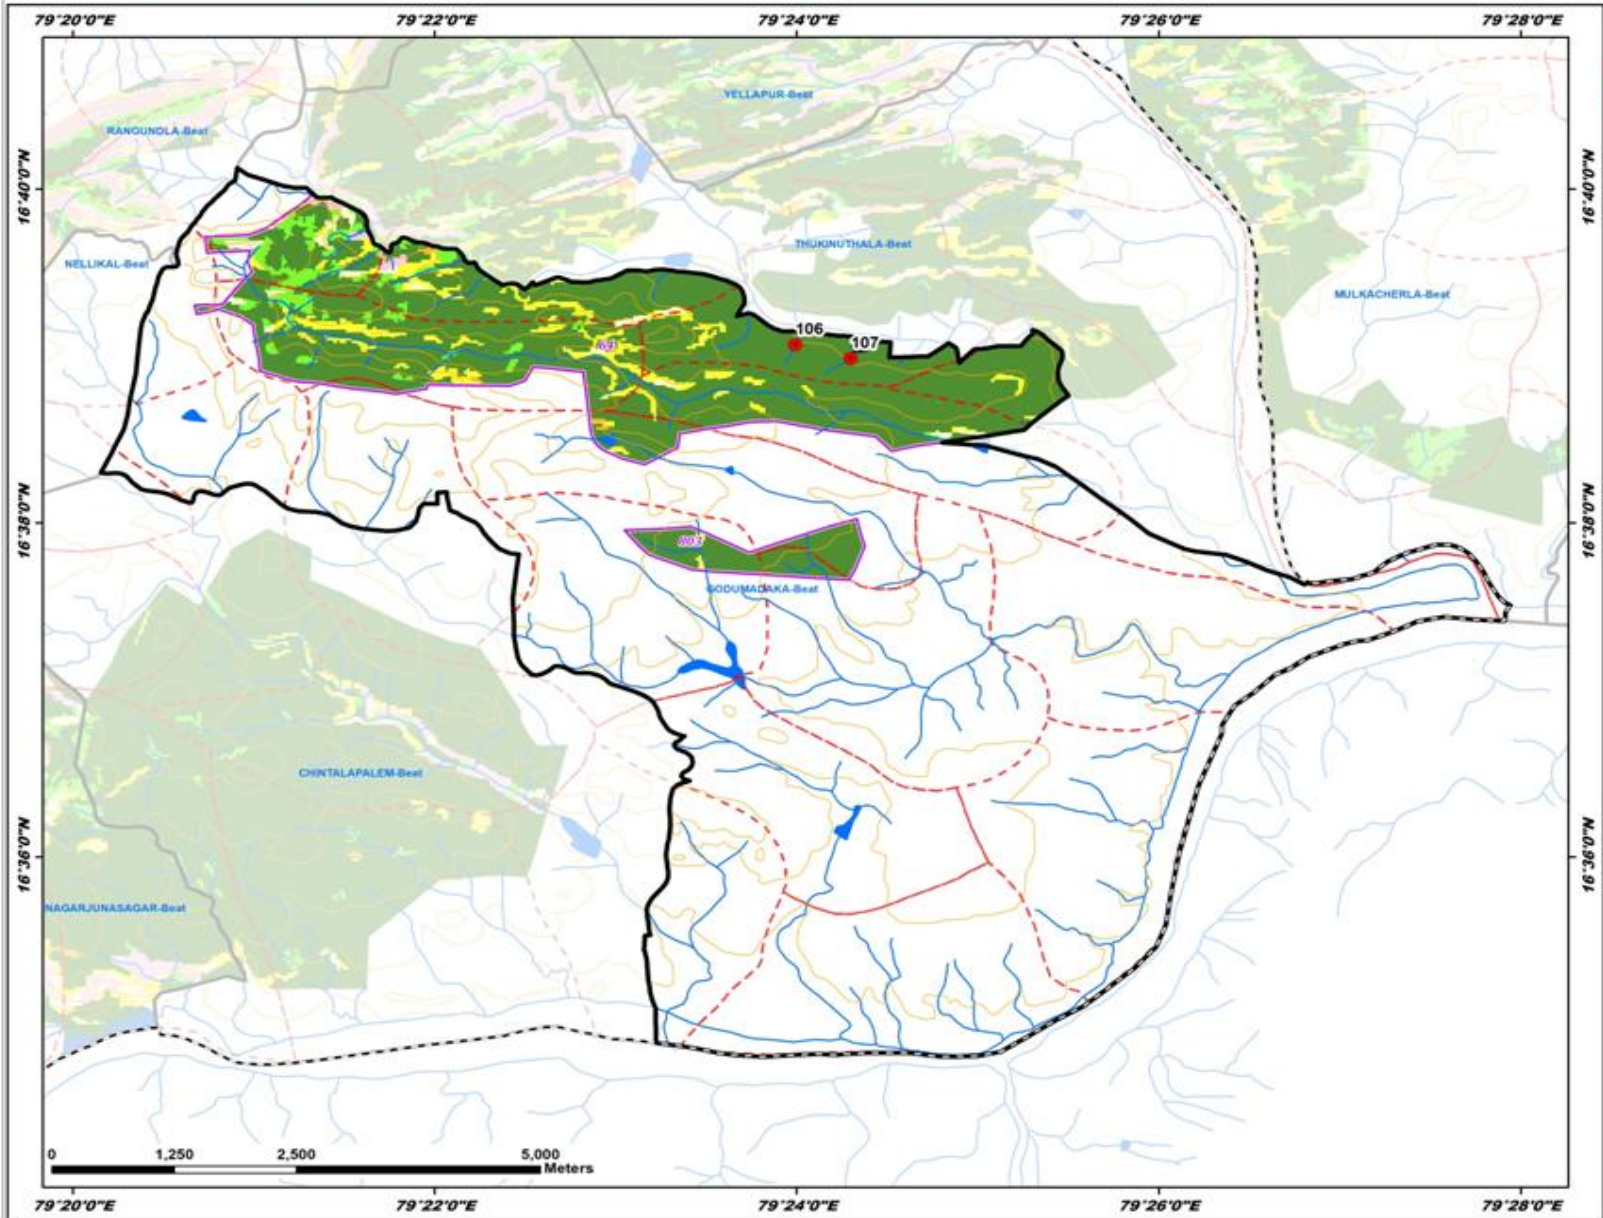 79°20'0"E 79°22'0"E 79°24'0"E 79°26'0"E 79°28'0"E
YELLAPUR-Beat
RANGUNDLA-Beat
16°40'0"N 16°40'0"N
THUKINUTHALA-Beat
NELLIKAL-Beat
MULKACHERLA-Beat
106
107
64
16°38'0"N 16°38'0"N
803
GODUMADAKA-Beat
CHINTALAPALEM-Beat
16°36'0"N 16°36'0"N
NAGARJUNASAGAR-Beat
0 1,250 2,500 5,000
Meters
79°20'0"E 79°22'0"E 79°24'0"E 79°26'0"E 79°28'0"E